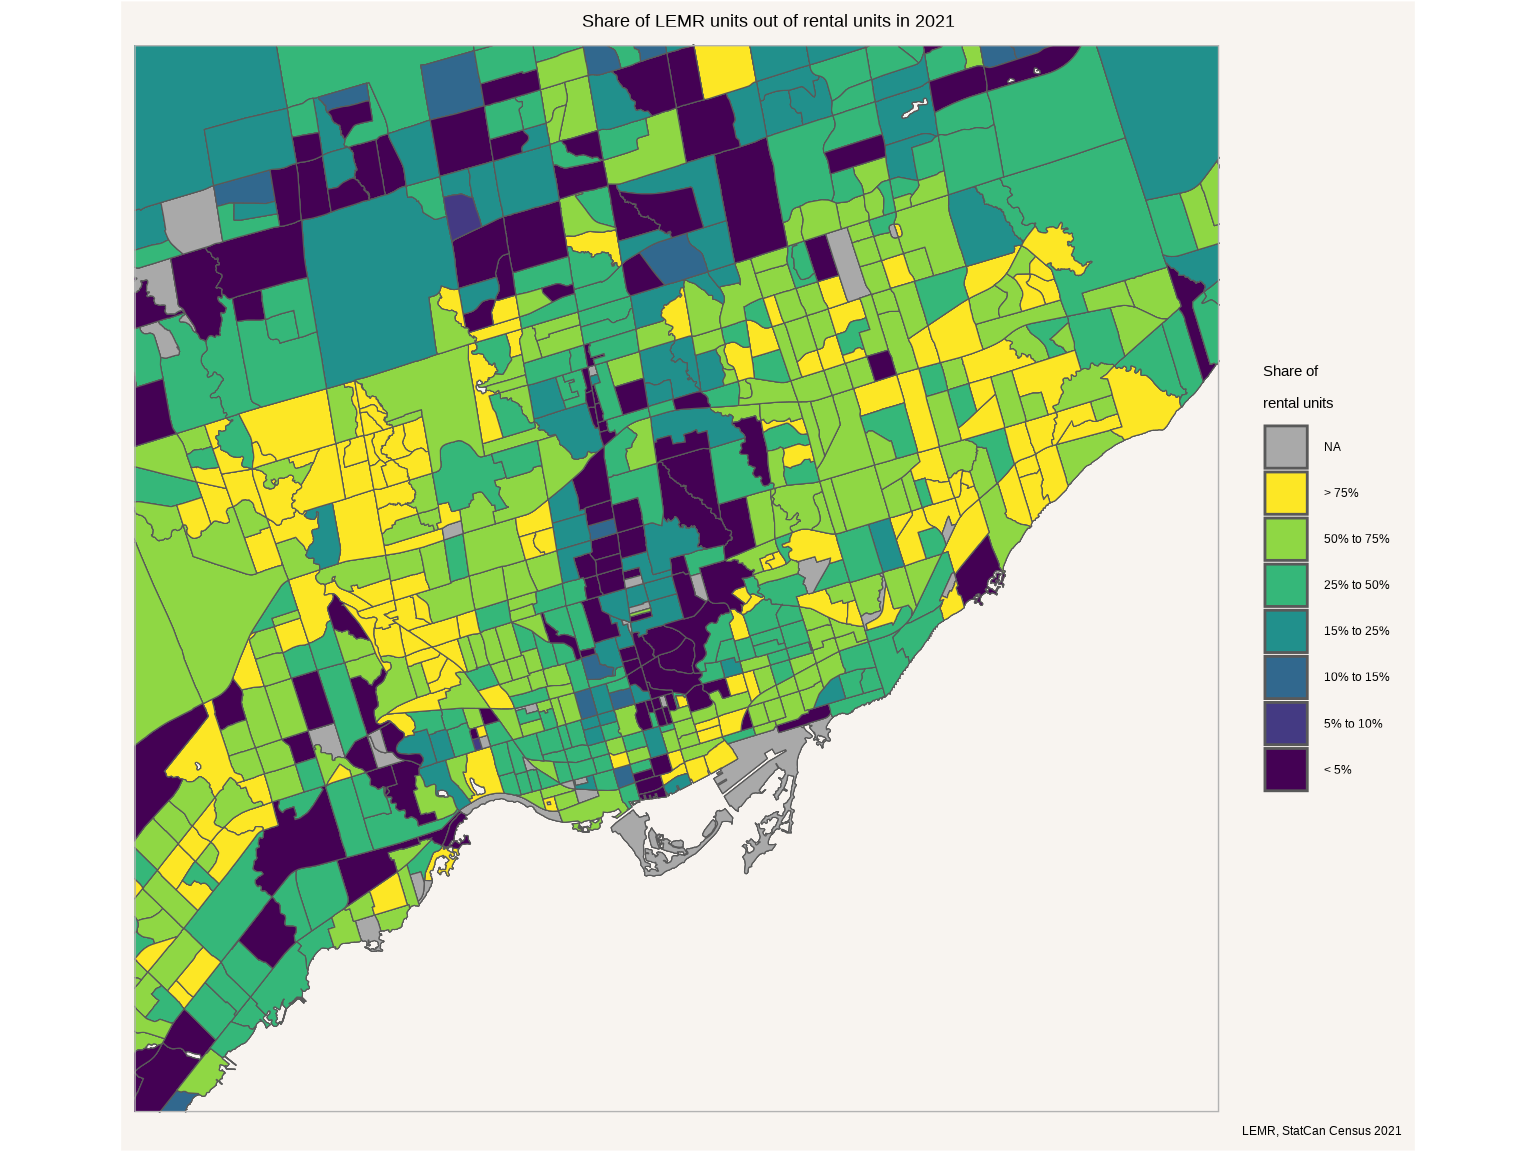 Share of LEMR units out of rental units in 2021
Share of
rental units
NA
> 75%
50% to 75%
25% to 50%
15% to 25%
10% to 15%
5% to 10%
< 5%
LEMR, StatCan Census 2021